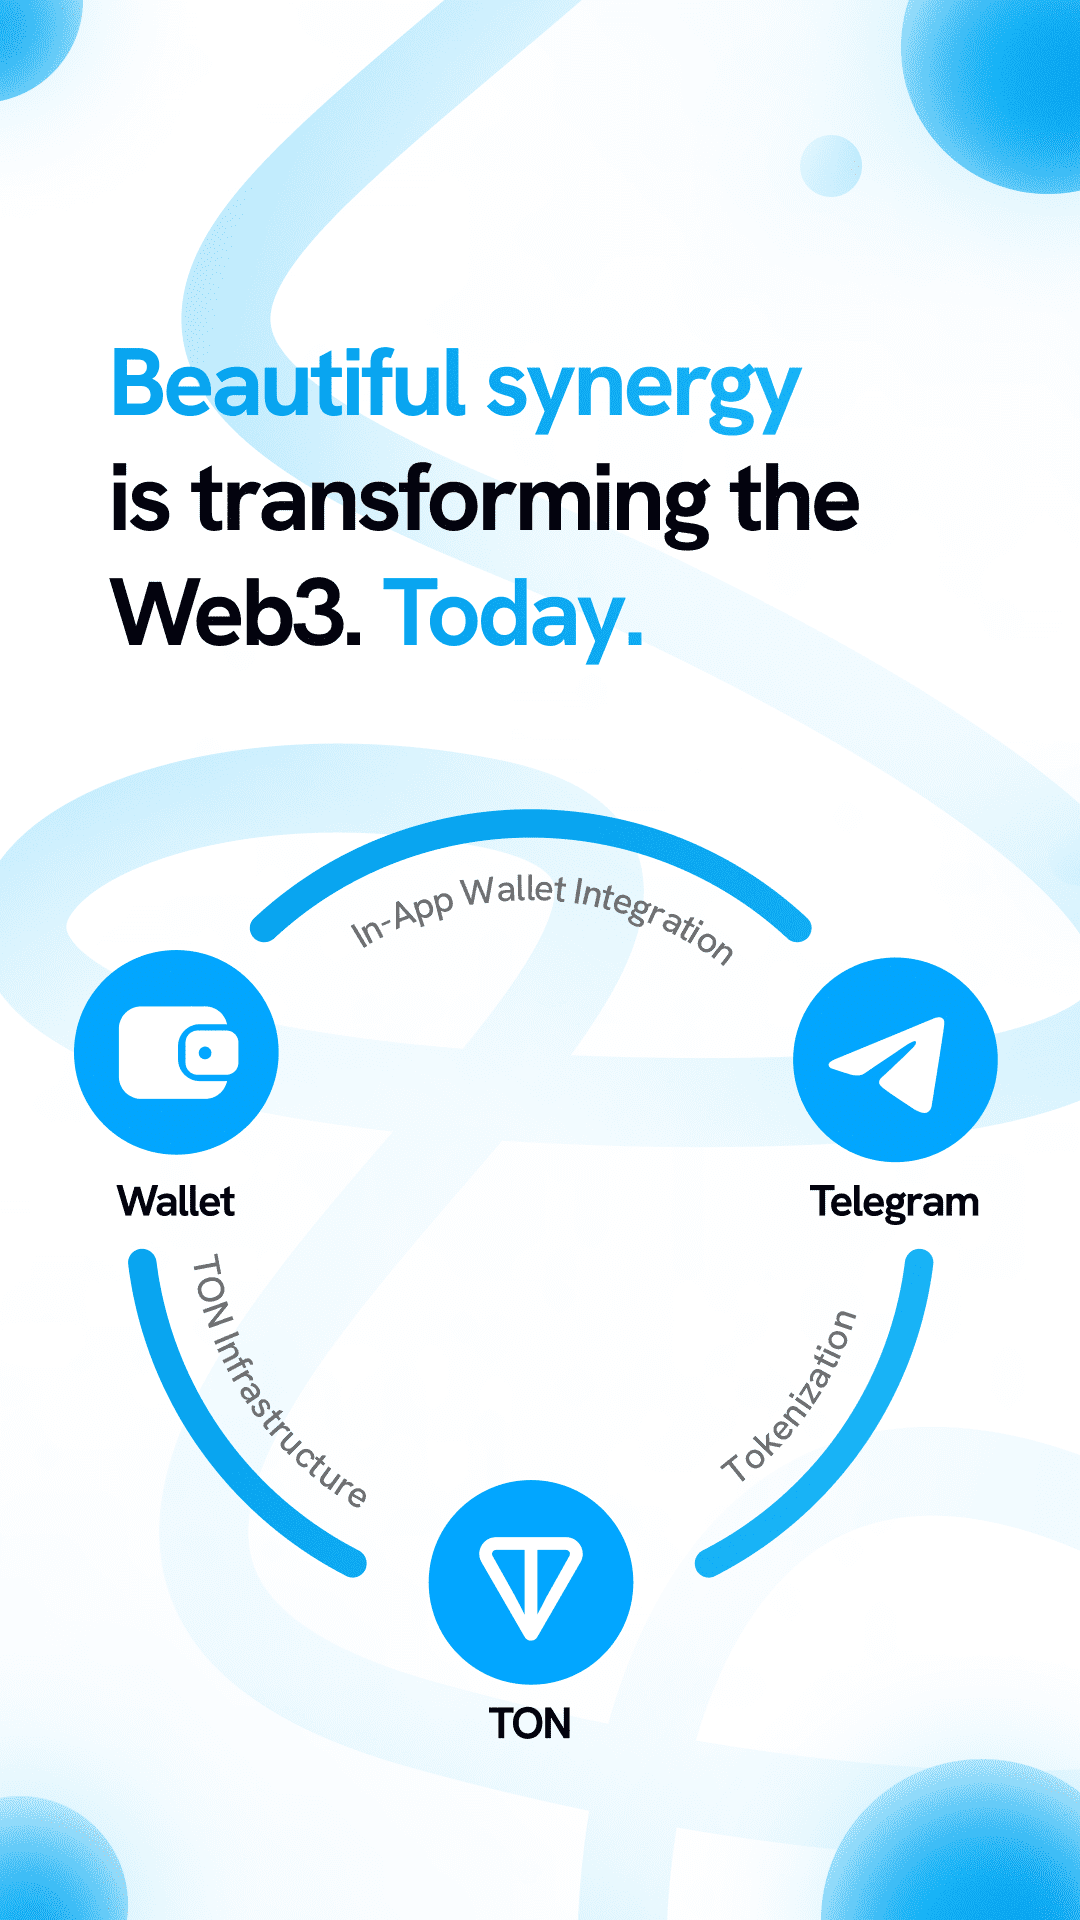 Beautiful synergy
is transforming the
Web3. Today.
In-App Wallet Integration
Wallet
Telegram
TON Infrastructure
Tokenization
TON